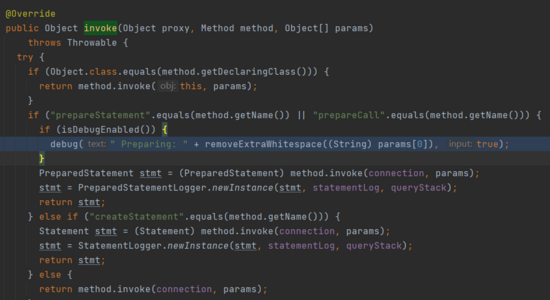 @Override
public Object invoke(Object proxy, Method method, Object[] params)
throws Throwable {
try {
if (Object.class.equals(method.getDeclaringClass())) {
return method.invoke( obj: this, params);
}
if ("prepareStatement".equals(method.getName()) || "prepareCall".equals(method.getName())) {
if (isDebugEnabled()) {
debug( text: " Preparing: " + removeExtraWhitespace((String) params[0]), input: true);
}
PreparedStatement stmt = (PreparedStatement) method.invoke(connection, params);
stmt = PreparedStatementLogger.newInstance(stmt, statementLog, queryStack);
return stmt;
} else if ("createStatement".equals(method.getName())) {
Statement stmt = (Statement) method.invoke(connection, params);
stmt = StatementLogger.newInstance(stmt, statementLog, queryStack);
return stmt;
} else {
return method.invoke(connection, params);
}